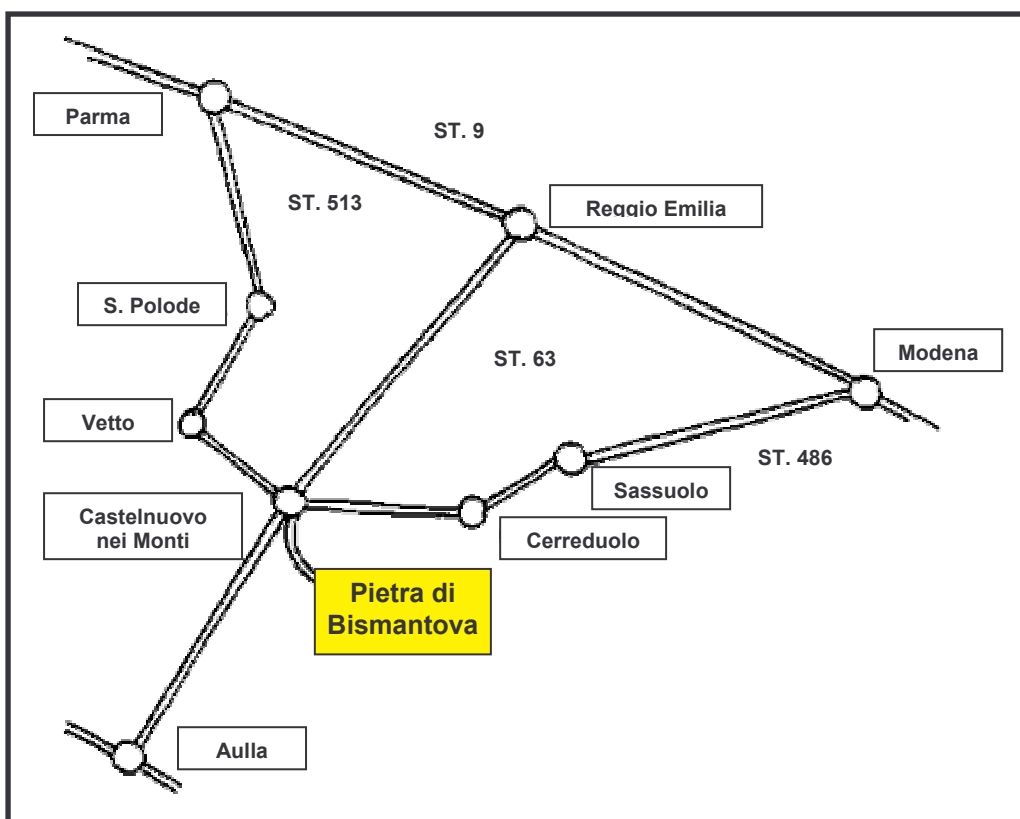 Parma
ST. 9
ST. 513
Reggio Emilia
S. Polode
Modena
ST. 63
Vetto
ST. 486
Sassuolo
Castelnuovo
nei Monti
Cerreduolo
Pietra di
Bismantova
Aulla